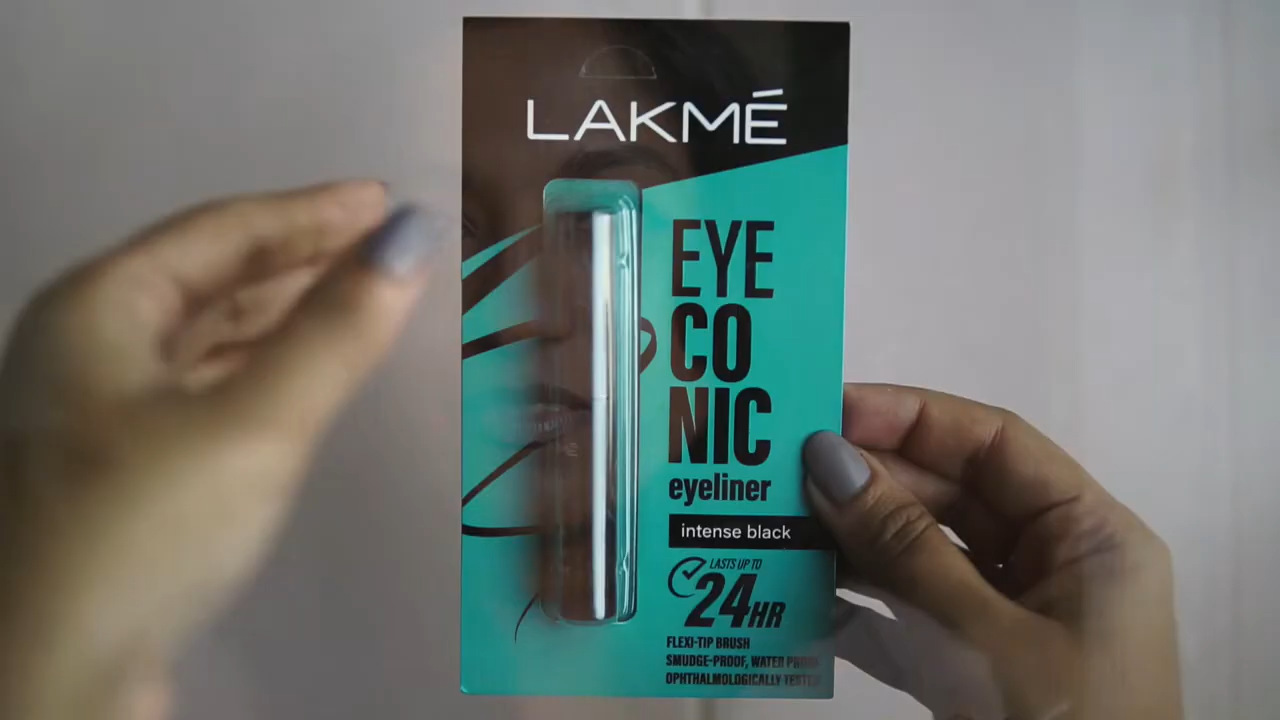 LAKMÉ
EYE
CO
NIC
eyeliner
intense black
LASTS UP TO
24HR
FLEXI-TIP BRUSH
SMUDGE-PROOF, WATER PROOF
OPHTHALMOLOGICALLY TESTED